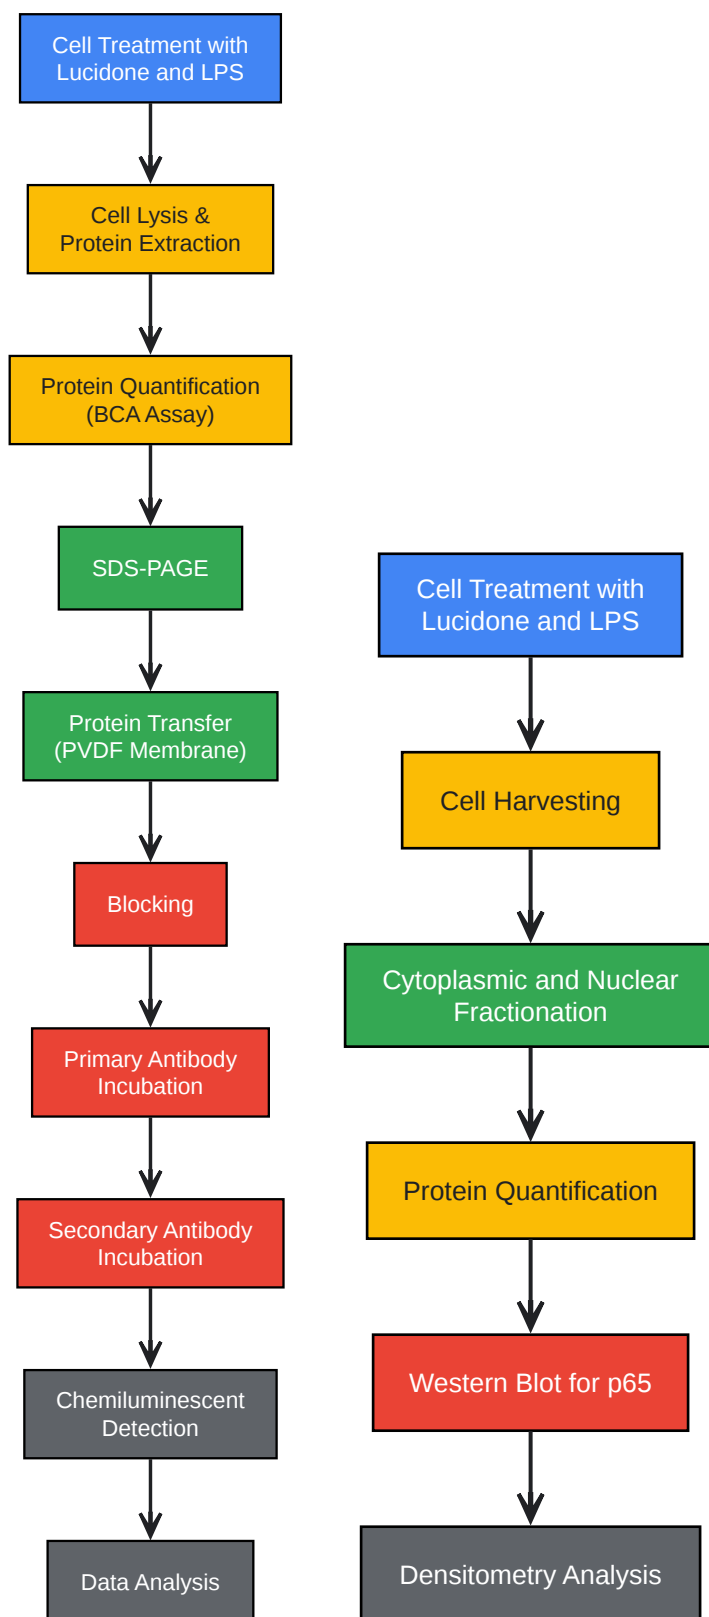 Cell Treatment with
Lucidone and LPS
Cell Lysis &
Protein Extraction
Protein Quantification
(BCA Assay)
SDS-PAGE
Protein Transfer
(PVDF Membrane)
Blocking
Primary Antibody
Incubation
Secondary Antibody
Incubation
Chemiluminescent
Detection
Data Analysis
Cell Treatment with
Lucidone and LPS
Cell Harvesting
Cytoplasmic and Nuclear
Fractionation
Protein Quantification
Western Blot for p65
Densitometry Analysis